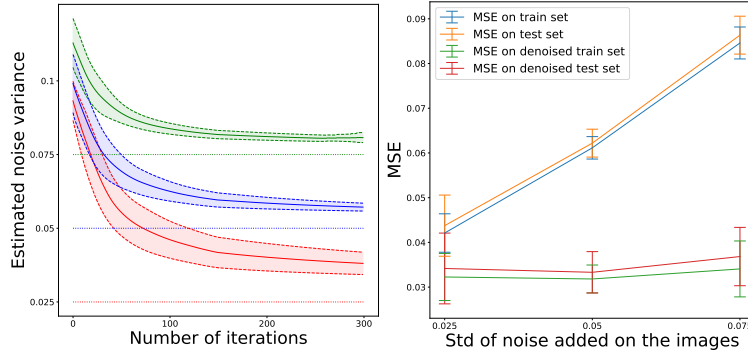 Estimated noise variance
0.1
0.075
0.05
0.025
0
100
200
300
Number of iterations
MSE
0.09
0.08
0.07
0.06
0.05
0.04
0.03
MSE on train set
MSE on test set
MSE on denoised train set
MSE on denoised test set
0.025
0.05
0.075
Std of noise added on the images